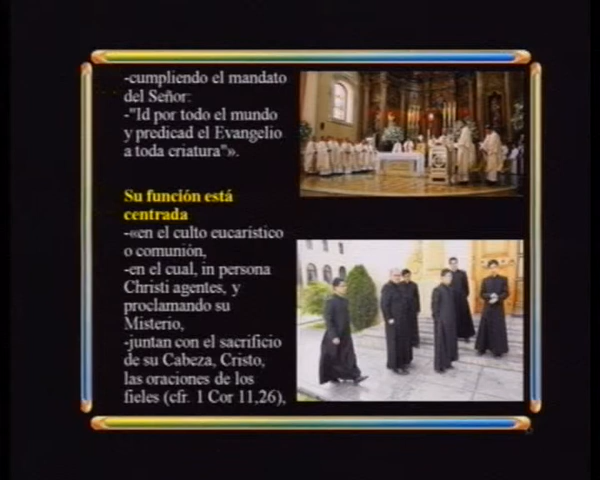 -cumpliendo el mandato
del Señor:
-"Id por todo el mundo
y predicad el Evangelio
a toda criatura"».
Su función está
centrada
-«en el culto eucarístico
o comunión,
-en el cual, in persona
Christi agentes, y
proclamando su
Misterio,
-juntan con el sacrificio
de su Cabeza, Cristo,
las oraciones de los
fieles (cfr. 1 Cor 11,26),